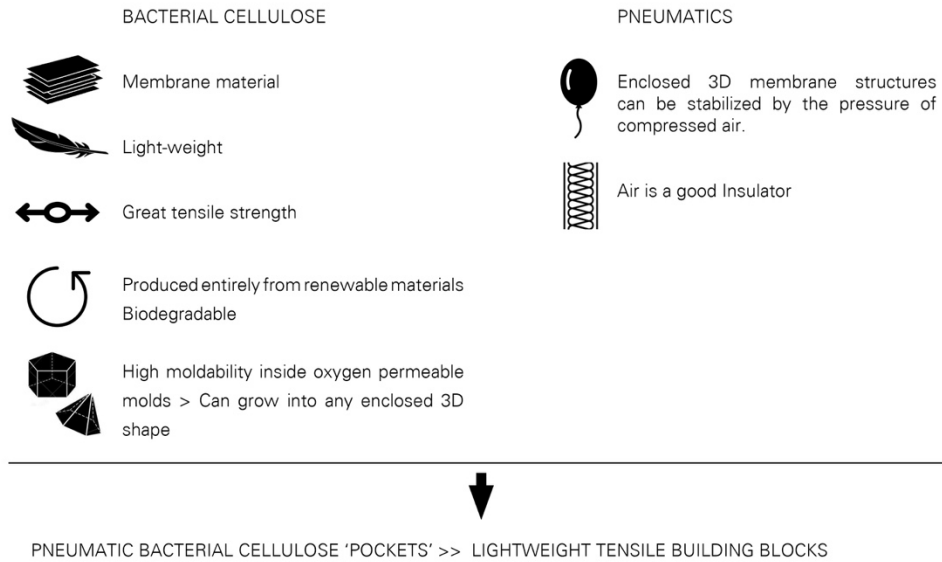 BACTERIAL CELLULOSE
Membrane material
Light-weight
Great tensile strength
Produced entirely from renewable materials
Biodegradable
High moldability inside oxygen permeable
molds > Can grow into any enclosed 3D
shape
PNEUMATICS
Enclosed 3D membrane structures
can be stabilized by the pressure of
compressed air.
Air is a good Insulator
PNEUMATIC BACTERIAL CELLULOSE ‘POCKETS’ >> LIGHTWEIGHT TENSILE BUILDING BLOCKS